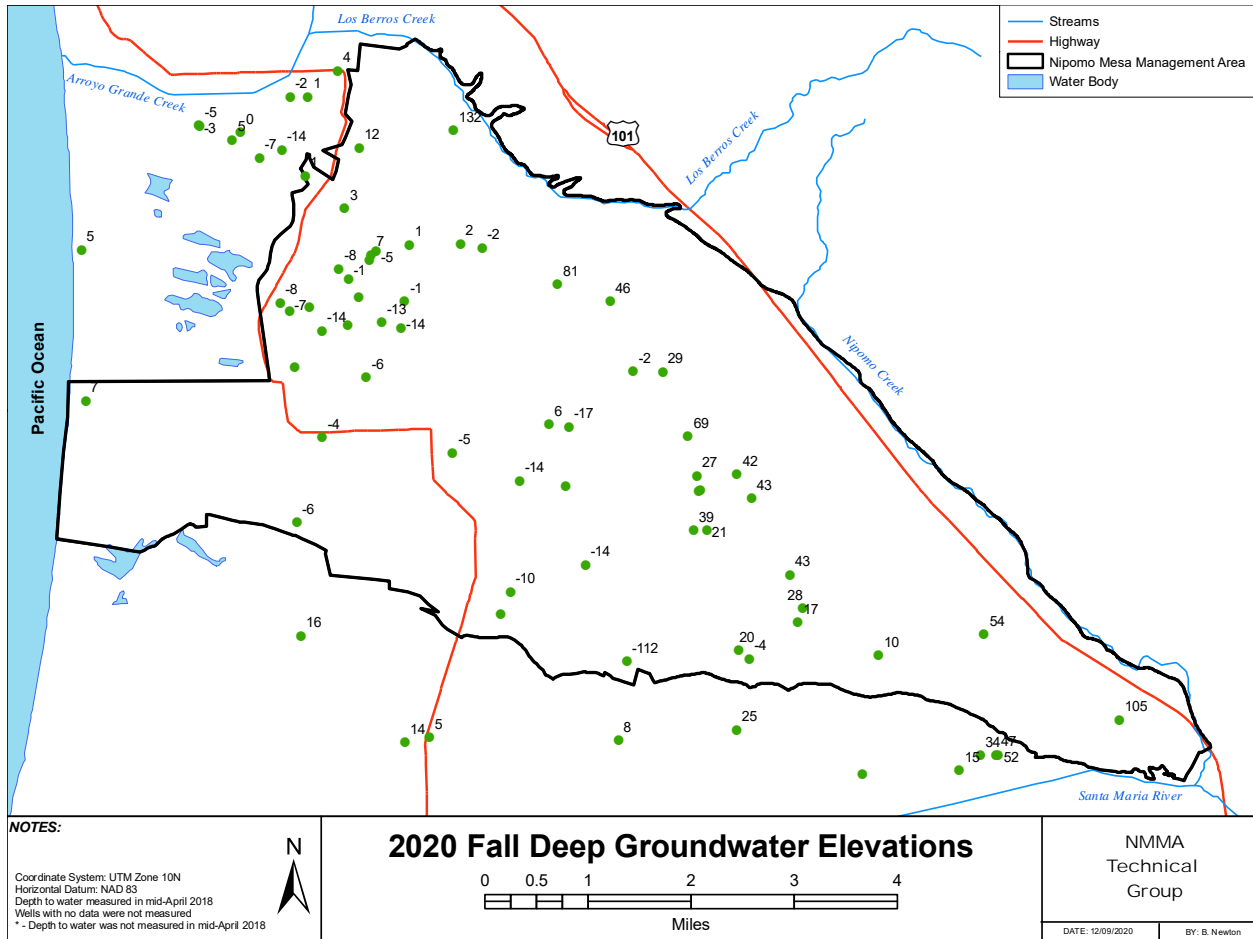 Los Berros Creek
Streams
Highway
Nipomo Mesa Management Area
Water Body
4
-2
1
Arroyo Grande Creek
-5
-3
5
0
-14
-7
12
132
101
Los Berros Creek
1
3
5
7
-5
1
2
-2
-8
-1
81
46
-8
-7
-1
-14
-13
-14
-6
-2
29
Nipomo Creek
7
Pacific Ocean
-4
6
-17
69
-5
-14
27
42
43
39
21
-6
-14
43
-10
28
17
16
20
-4
10
54
-112
105
14
5
8
25
34
47
15
52
Santa Maria River
NOTES:
Coordinate System: UTM Zone 10N
Horizontal Datum: NAD 83
Depth to water measured in mid-April 2018
Wells with no data were not measured
* - Depth to water was not measured in mid-April 2018
N
2020 Fall Deep Groundwater Elevations
0 0.5 1 2 3 4
Miles
NMMA
Technical
Group
DATE: 12/09/2020
BY: B. Newton